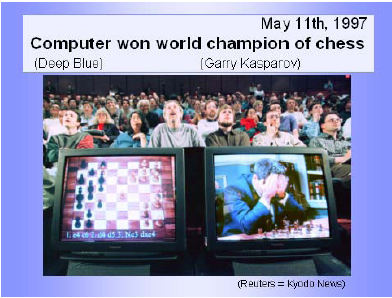 May 11th, 1997
Computer won world champion of chess
(Deep Blue) (Garry Kasparov)
(Reuters = Kyodo News)